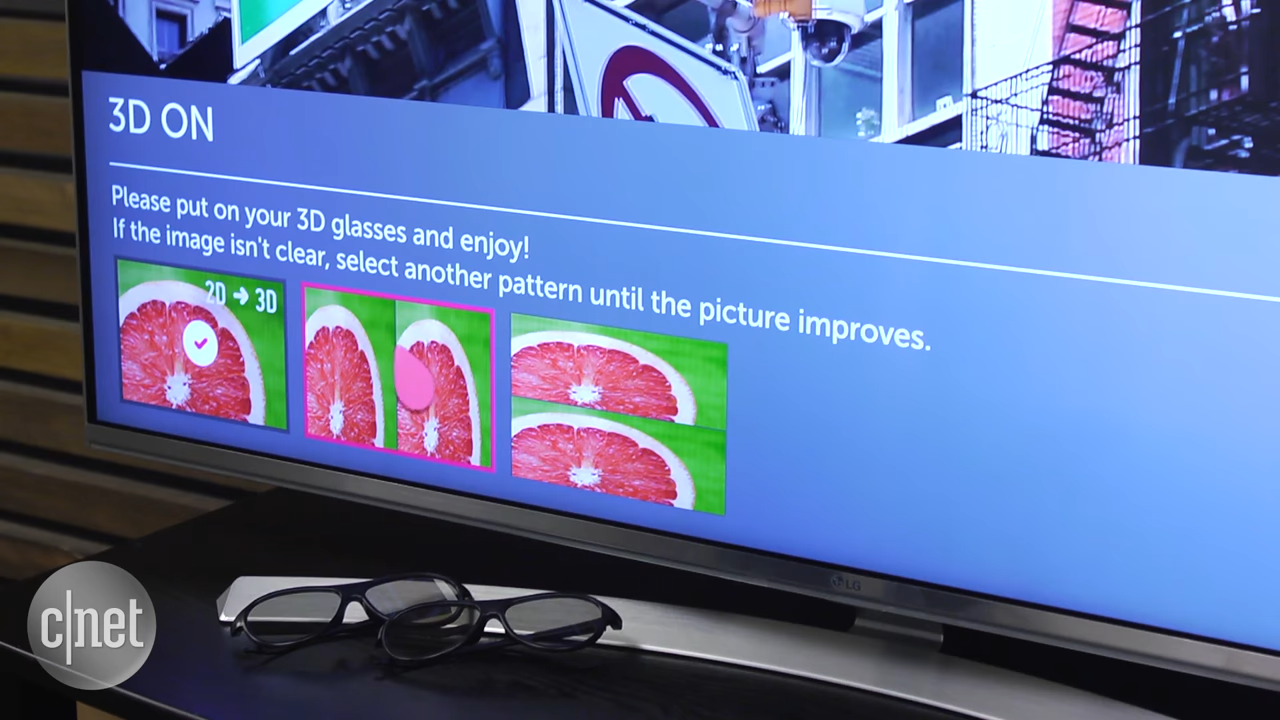 3D ON
Please put on your 3D glasses and enjoy!
If the image isn't clear, select another pattern until the picture improves.
2D → 3D
LG
c|net